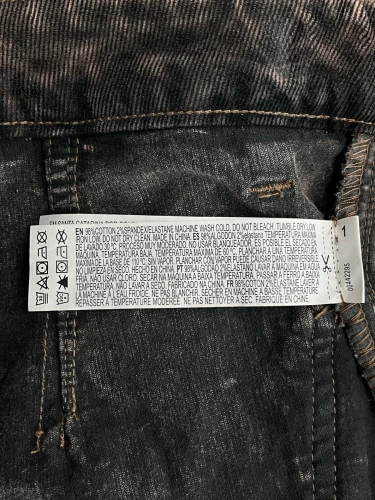 EN 98%COTTON 2%SPANDEX/ELASTANE MACHINE WASH COLD. DO NOT BLEACH. TUMBLE DRY LOW
IRON LOW. DO NOT DRY CLEAN. MADE IN CHINA. ES 98%ALGODON 2%elastano TEMPERATURA MÁXIMA
DE LAVADO 30 °C. PROCESO MUY MODERADO. NO USAR BLANQUEADOR. ES POSIBLE EL SECADO EN
MÁQUINA. TEMPERATURA BAJA, TEMPERATURA MÁXIMA DE 60 °C. PLANCHAR A UNA TEMPERATURA
MÁXIMA DE LA BASE DE 110 °C, SIN VAPOR. PLANCHAR CON VAPOR PUEDE CAUSAR DAÑO IRREVERSIBLE
NO LIMPIEZA EN SECO. HECHO EN CHINA. PT 98%ALGODÃO 2%elastano LAVAR À MÁQUINA EM ÁGUA
FRIA. NÃO USAR CLORO. SECAR NA MÁQUINA EM TEMPERATURA BAIXA. PASSAR A FERRO À BAIXA
TEMPERATURA. NÃO LAVAR A SECO. FABRICADO NA CHINA. FR 98%COTON 2%ELASTHANNE LAVER
À LA MACHINE À FROID. NE PAS BLANCHIR. SÉCHER EN MACHINE À BASSE TEMPÉRATURE.
REPASSER À TEMPÉRATURE MODÉRÉE. NE PAS NETTOYER À SEC. FABRIQUÉ EN CHINE.
1